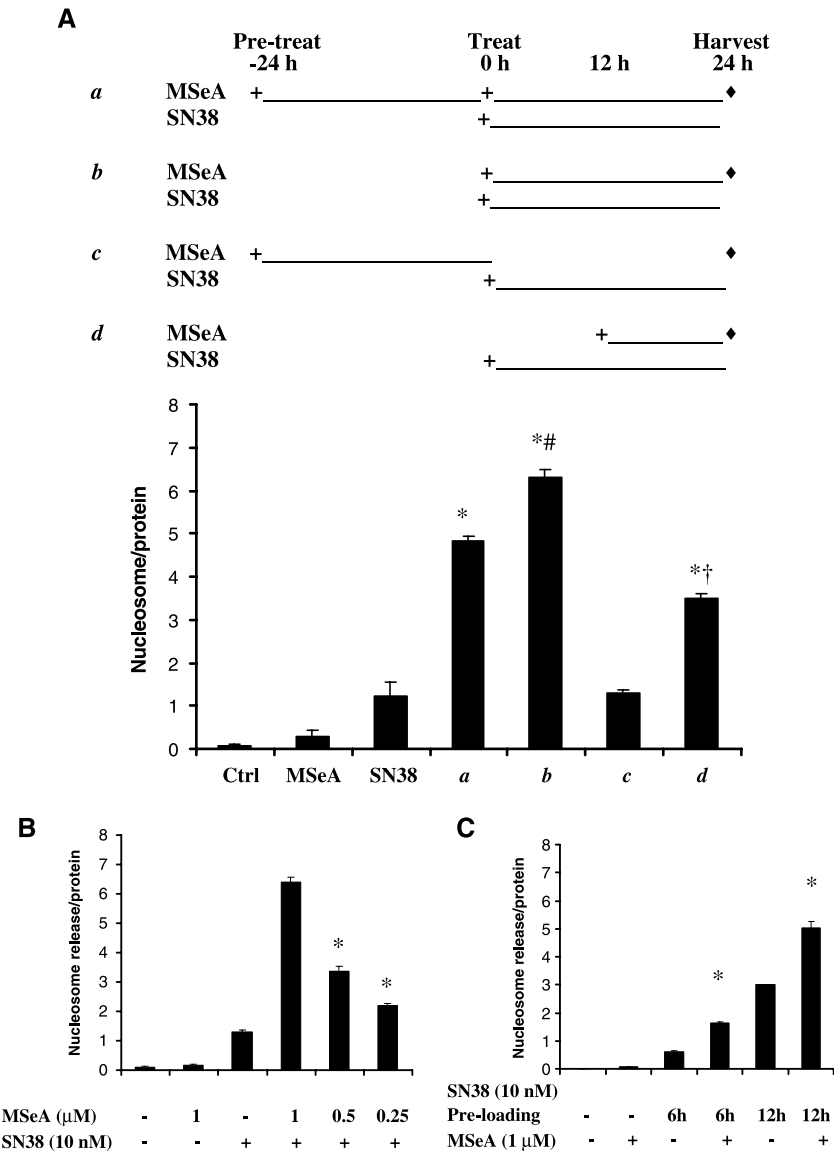 A
Pre-treat Treat Harvest
-24 h 0 h 12 h 24 h
a MSeA + + ♦
SN38 +
b MSeA + ♦
SN38 +
c MSeA + ♦
SN38 +
d MSeA + ♦
SN38 +
Nucleosome/protein
8
7
6
5
4
3
2
1
0
* *# *†
Ctrl MSeA SN38 a b c d
B
Nucleosome release/protein
8
7
6
5
4
3
2
1
0
* *
MSeA (μM) - 1 - 1 0.5 0.25
SN38 (10 nM) - - + + + +
C
Nucleosome release/protein
8
7
6
5
4
3
2
1
0
* *
SN38 (10 nM)
Pre-loading - - 6h 6h 12h 12h
MSeA (1 μM) - + - + - +